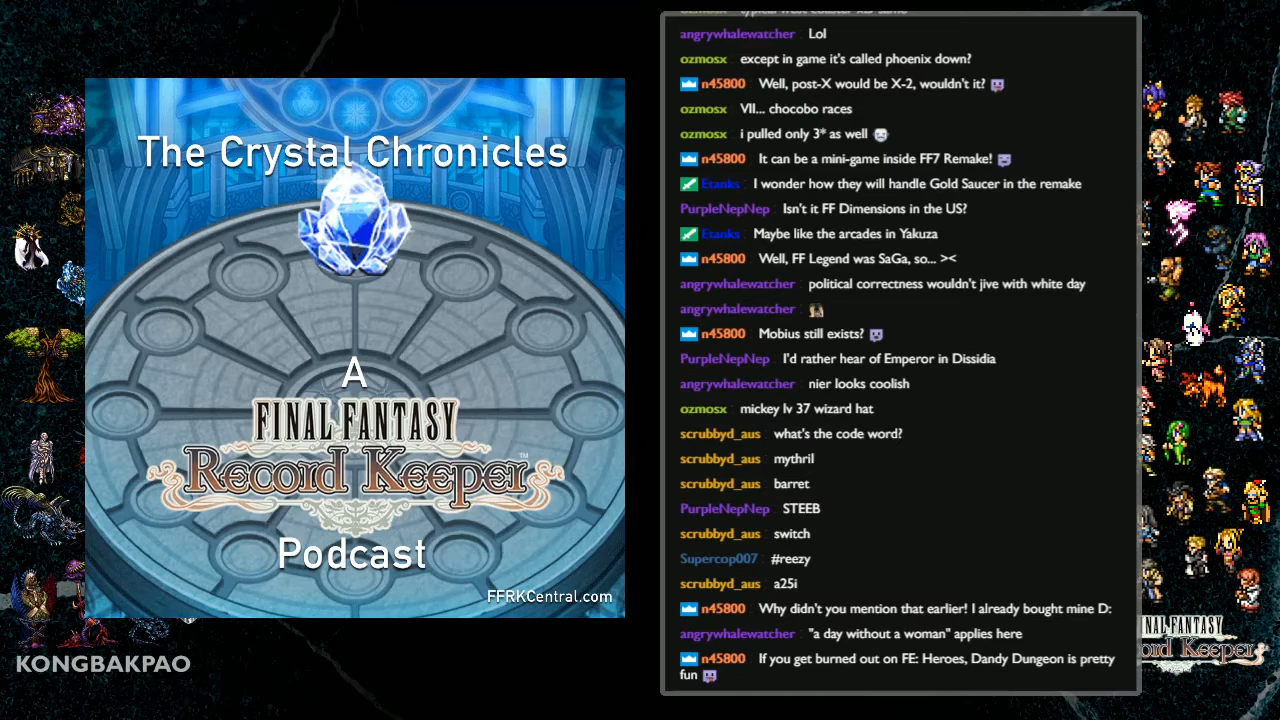 The Crystal Chronicles
A
FINAL FANTASY
Record Keeper™
Podcast
FFRKCentral.com
KONGBAKPAO
angrywhalewatcher Lol
ozmosx except in game it's called phoenix down?
n45800 Well, post-X would be X-2, wouldn't it?
ozmosx VII... chocobo races
ozmosx i pulled only 3* as well
n45800 It can be a mini-game inside FF7 Remake!
Etanks I wonder how they will handle Gold Saucer in the remake
PurpleNepNep Isn't it FF Dimensions in the US?
Etanks Maybe like the arcades in Yakuza
n45800 Well, FF Legend was SaGa, so... ><
angrywhalewatcher political correctness wouldn't jive with white day
angrywhalewatcher
n45800 Mobius still exists?
PurpleNepNep I'd rather hear of Emperor in Dissidia
angrywhalewatcher nier looks coolish
ozmosx mickey lv 37 wizard hat
scrubbyd_aus what's the code word?
scrubbyd_aus mythril
scrubbyd_aus barret
PurpleNepNep STEEB
scrubbyd_aus switch
Supercop007 #reezy
scrubbyd_aus a25i
n45800 Why didn't you mention that earlier! I already bought mine D:
angrywhalewatcher "a day without a woman" applies here
n45800 If you get burned out on FE: Heroes, Dandy Dungeon is pretty
fun
INAL FANTASY
ord Keeper